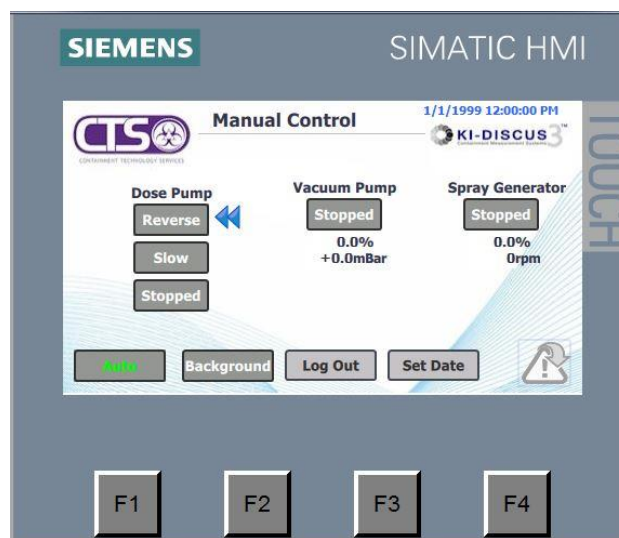 SIEMENS
SIMATIC HMI
TOUCH
CTS
CONTAINMENT TECHNOLOGY SERVICES
Manual Control
1/1/1999 12:00:00 PM
KI-DISCUS3™
Containment Measurement Systems
Dose Pump
Vacuum Pump
Spray Generator
Reverse
Stopped
Stopped
0.0%
0.0%
Slow
+0.0mBar
0rpm
Stopped
Auto
Background
Log Out
Set Date
F1
F2
F3
F4